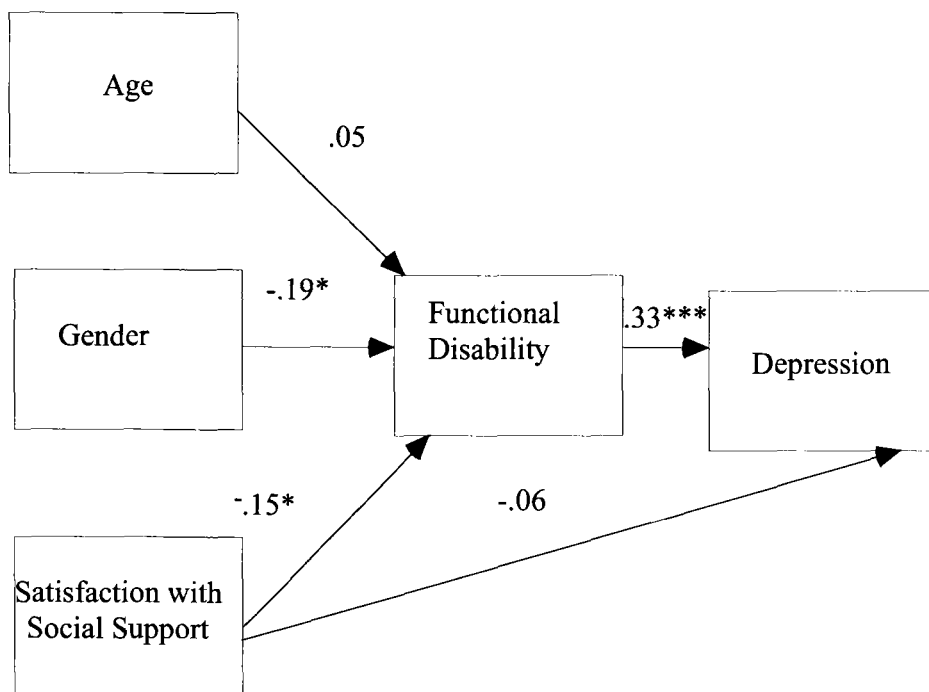 Age
.05
-.19*
Gender
Functional
Disability
.33***
Depression
-.15*
-.06
Satisfaction with
Social Support